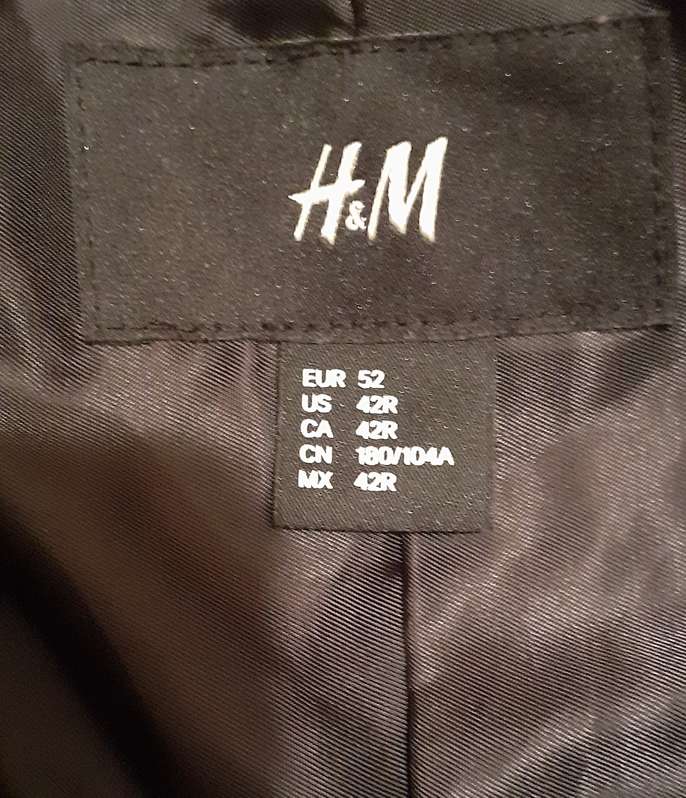 H&M
EUR 52
US 42R
CA 42R
CN 180/104A
MX 42R